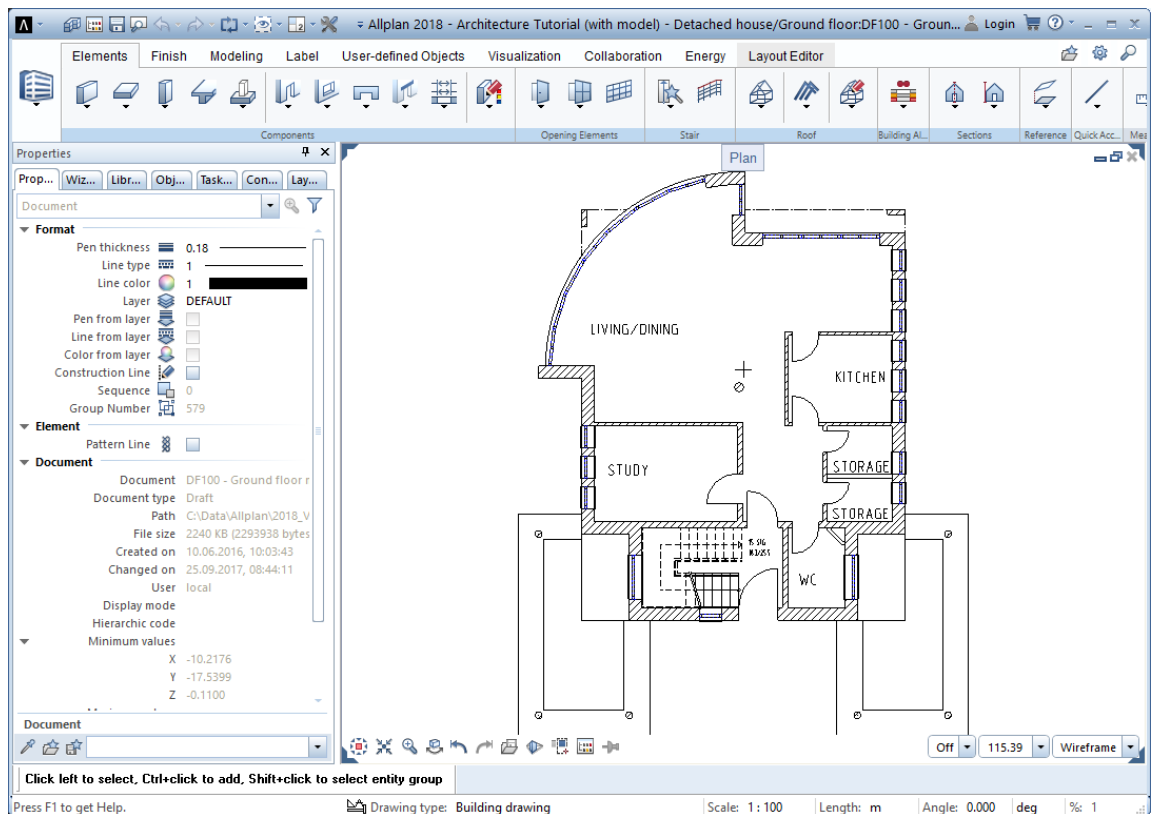 Allplan 2018 - Architecture Tutorial (with model) - Detached house/Ground floor:DF100 - Groun...
Login
Elements Finish Modeling Label User-defined Objects Visualization Collaboration Energy Layout Editor
Components Opening Elements Stair Roof Building Al... Sections Reference Quick Acc... Mea
Properties
Prop... Wiz... Libr... Obj... Task... Con... Lay...
Document
Format
Pen thickness 0.18
Line type 1
Line color 1
Layer DEFAULT
Pen from layer
Line from layer
Color from layer
Construction Line
Sequence 0
Group Number 579
Element
Pattern Line
Document
Document DF100 - Ground floor r
Document type Draft
Path C:\Data\Allplan\2018_V
File size 2240 KB (2293938 bytes
Created on 10.06.2016, 10:03:43
Changed on 25.09.2017, 08:44:11
User local
Display mode
Hierarchic code
Minimum values
X -10.2176
Y -17.5399
Z -0.1100
Document
Plan
LIVING/DINING
KITCHEN
STUDY
STORAGE
STORAGE
WC
Off 115.39 Wireframe
Click left to select, Ctrl+click to add, Shift+click to select entity group
Press F1 to get Help.
Drawing type: Building drawing
Scale: 1 : 100 Length: m Angle: 0.000 deg %: 1